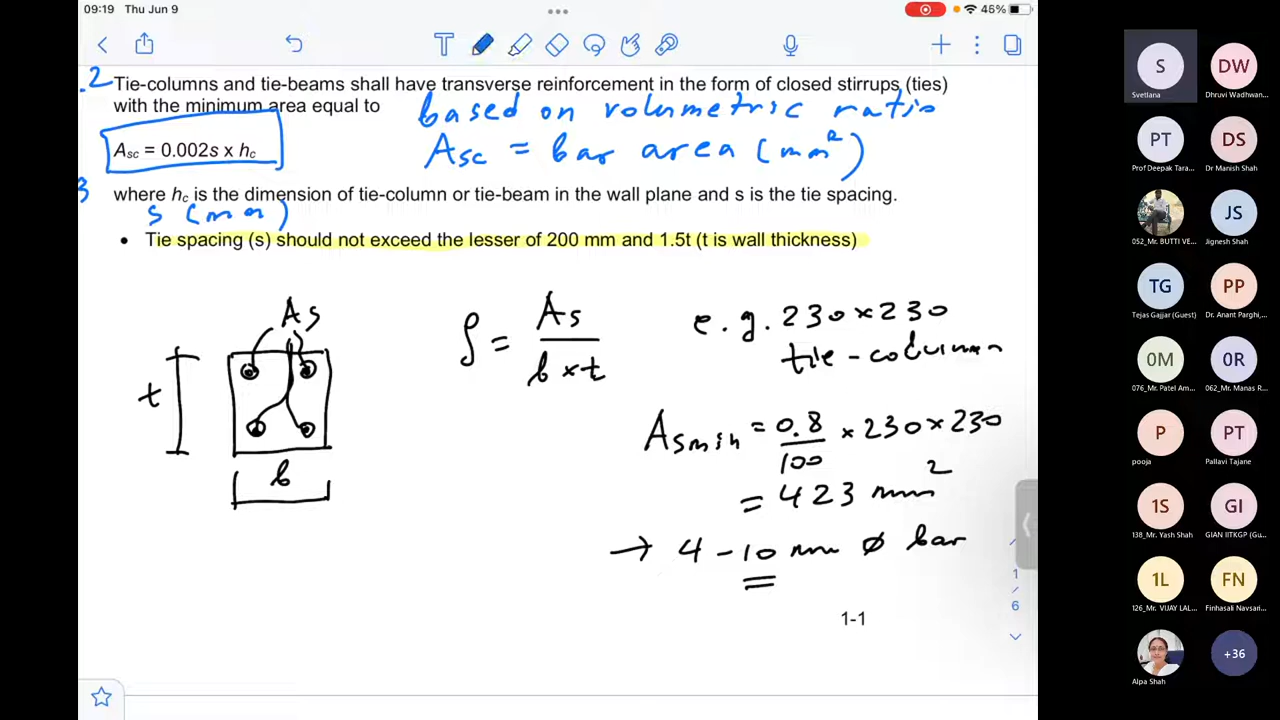 09:19 Thu Jun 9
46%
.2 Tie-columns and tie-beams shall have transverse reinforcement in the form of closed stirrups (ties)
with the minimum area equal to
based on volumetric ratio
Asc = 0.002s x hc
Asc = bar area (mm²)
3 where hc is the dimension of tie-column or tie-beam in the wall plane and s is the tie spacing.
s (mm)
• Tie spacing (s) should not exceed the lesser of 200 mm and 1.5t (t is wall thickness)
As
t
b
ρ = As / b x t
e.g. 230 x 230
tie-column
Asmin = 0.8/100 x 230 x 230
= 423 mm²
→ 4 - 10 mm ø bar
1-1
1
/
6
S
Svetlana
DW
Dhruvi Wadhwan...
PT
Prof Deepak Tara...
DS
Dr Manish Shah
052_Mr. BUTTI VE...
JS
Jignesh Shah
TG
Tejas Gajjar (Guest)
PP
Dr. Anant Parghi,...
0M
076_Mr. Patel Am...
0R
062_Mr. Manas R...
P
pooja
PT
Pallavi Tajane
1S
138_Mr. Yash Shah
GI
GIAN IITKGP (Gu...
1L
126_Mr. VIJAY LAL...
FN
Finhasali Navsari...
Alpa Shah
+36